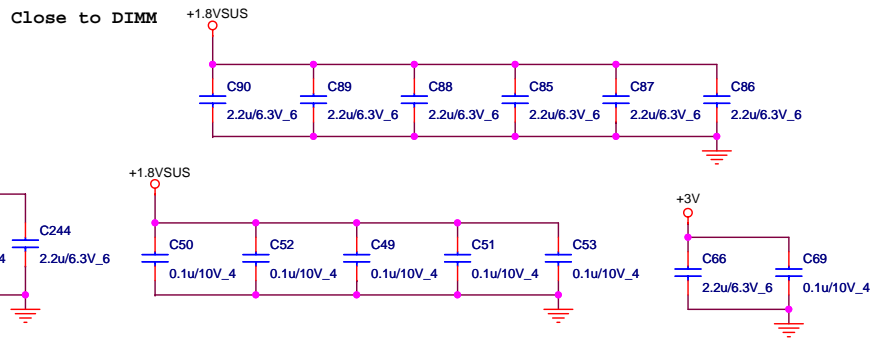 Close to DIMM
+1.8VSUS
C90
C89
C88
C85
C87
C86
2.2u/6.3V_6
2.2u/6.3V_6
2.2u/6.3V_6
2.2u/6.3V_6
2.2u/6.3V_6
2.2u/6.3V_6
+1.8VSUS
+3V
C244
C50
C52
C49
C51
C53
C66
C69
4
2.2u/6.3V_6
0.1u/10V_4
0.1u/10V_4
0.1u/10V_4
0.1u/10V_4
0.1u/10V_4
2.2u/6.3V_6
0.1u/10V_4